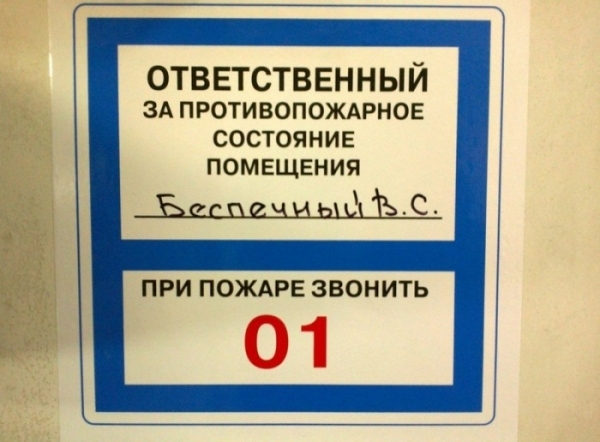 ОТВЕТСТВЕННЫЙ
ЗА ПРОТИВОПОЖАРНОЕ
СОСТОЯНИЕ
ПОМЕЩЕНИЯ
Беспечный В.С.
ПРИ ПОЖАРЕ ЗВОНИТЬ
01